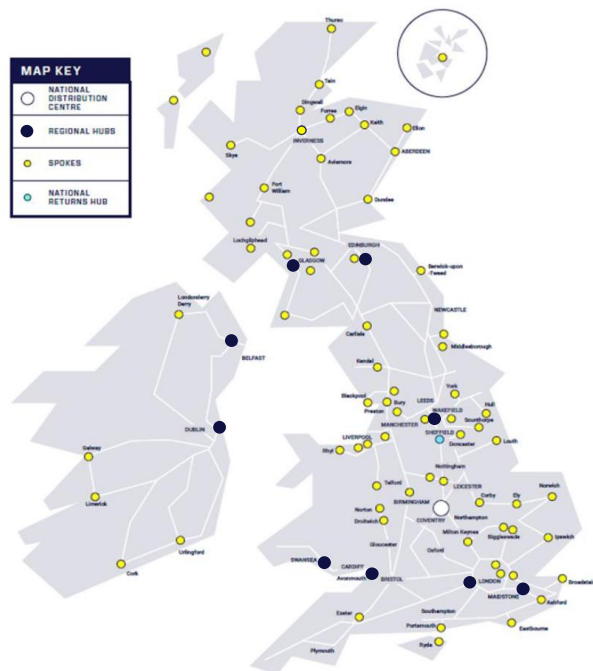 MAP KEY
NATIONAL
DISTRIBUTION
CENTRE
REGIONAL HUBS
SPOKES
NATIONAL
RETURNS HUB
Thurso
Tain
Dingwall
Forres
Elgin
Keith
Ellon
INVERNESS
ABERDEEN
Skye
Aviemore
Fort
William
Dundee
Lochgilphead
EDINBURGH
GLASGOW
Berwick-upon
-Tweed
Londonderry
Derry
NEWCASTLE
Carlisle
Middlesborough
BELFAST
Kendal
York
Blackpool
LEEDS
Bury
Hull
Preston
WAKEFIELD
Scunthorpe
MANCHESTER
DUBLIN
SHEFFIELD
LIVERPOOL
Doncaster
Louth
Rhyl
Galway
Nottingham
Telford
LEICESTER
Norwich
BIRMINGHAM
Corby
Ely
Limerick
Norton
COVENTRY
Northampton
Droitwich
Milton Keynes
Biggleswade
Ipswich
Urlingford
Gloucester
Oxford
SWANSEA
CARDIFF
Cork
Avonmouth
BRISTOL
LONDON
Broadstairs
MAIDSTONE
Ashford
Exeter
Southampton
Portsmouth
Eastbourne
Plymouth
Ryde